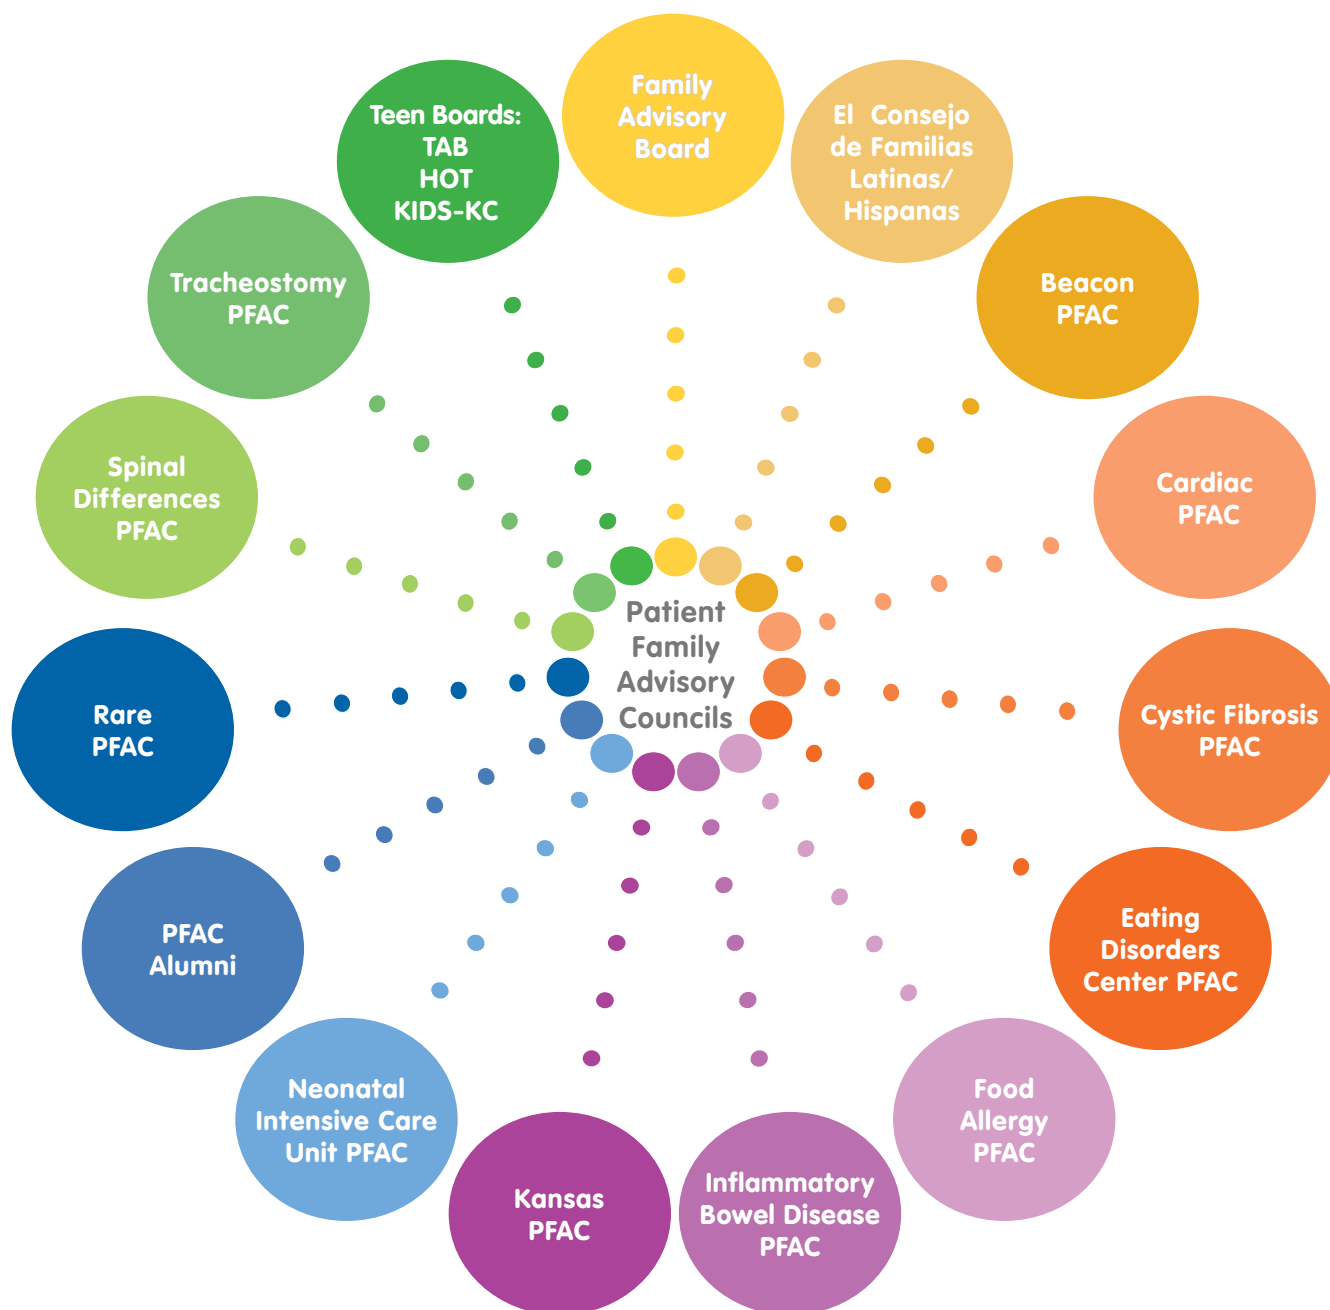 Family
Advisory
Board
El Consejo
de Familias
Latinas/
Hispanas
Beacon
PFAC
Cardiac
PFAC
Cystic Fibrosis
PFAC
Eating
Disorders
Center PFAC
Food
Allergy
PFAC
Inflammatory
Bowel Disease
PFAC
Kansas
PFAC
Neonatal
Intensive Care
Unit PFAC
PFAC
Alumni
Rare
PFAC
Spinal
Differences
PFAC
Tracheostomy
PFAC
Teen Boards:
TAB
HOT
KIDS-KC
Patient
Family
Advisory
Councils